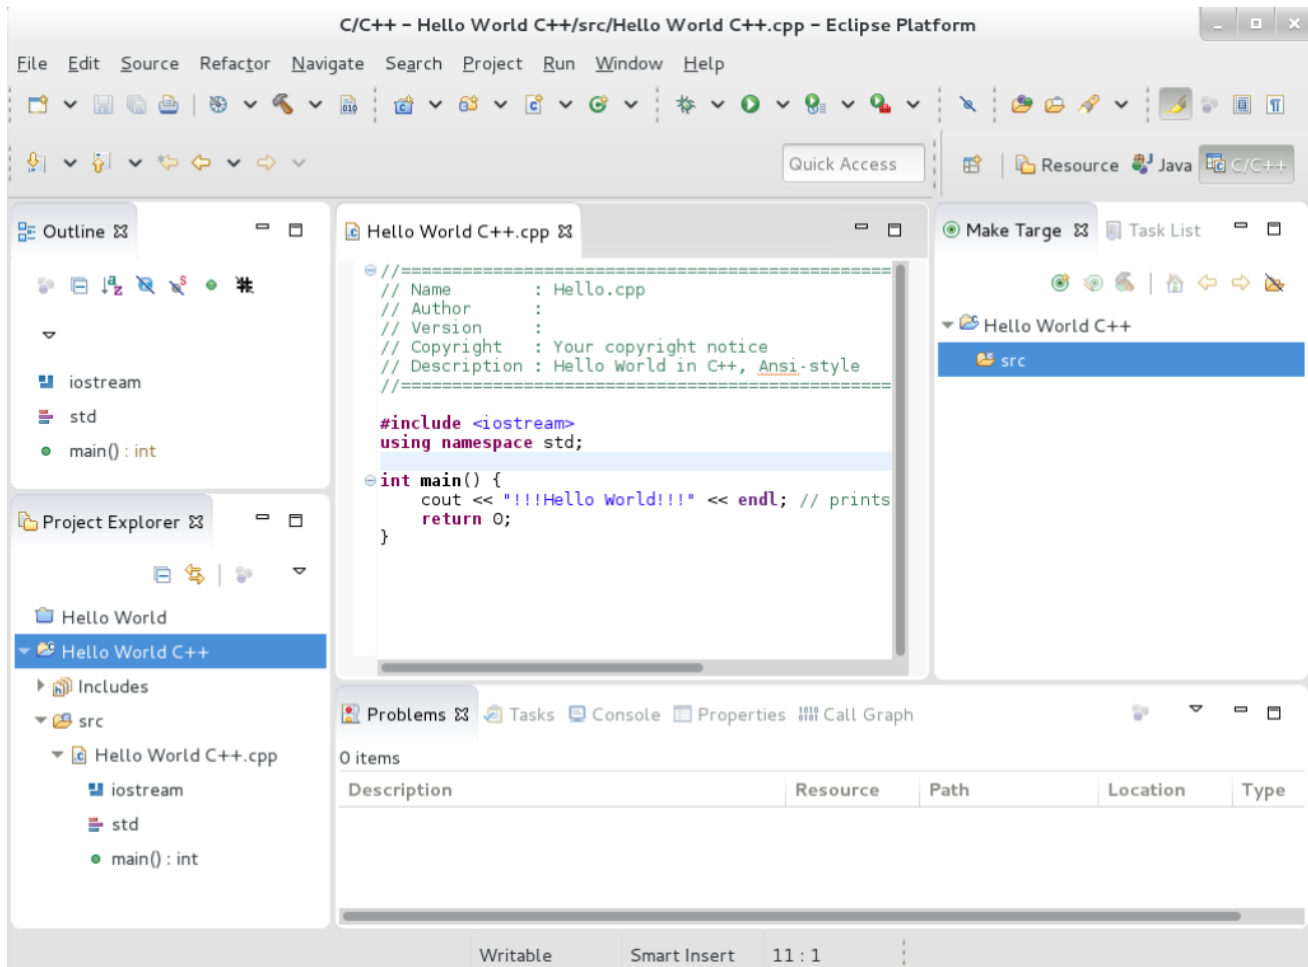 C/C++ – Hello World C++/src/Hello World C++.cpp – Eclipse Platform
File Edit Source Refactor Navigate Search Project Run Window Help
Quick Access
Resource Java C/C++
Outline
iostream
std
main() : int
Project Explorer
Hello World
Hello World C++
Includes
src
Hello World C++.cpp
iostream
std
main() : int
Hello World C++.cpp
//================================================
// Name        : Hello.cpp
// Author      :
// Version     :
// Copyright   : Your copyright notice
// Description : Hello World in C++, Ansi-style
//================================================
#include <iostream>
using namespace std;
int main() {
    cout << "!!!Hello World!!!" << endl; // prints
    return 0;
}
Make Targe Task List
Hello World C++
src
Problems Tasks Console Properties Call Graph
0 items
Description Resource Path Location Type
Writable Smart Insert 11 : 1